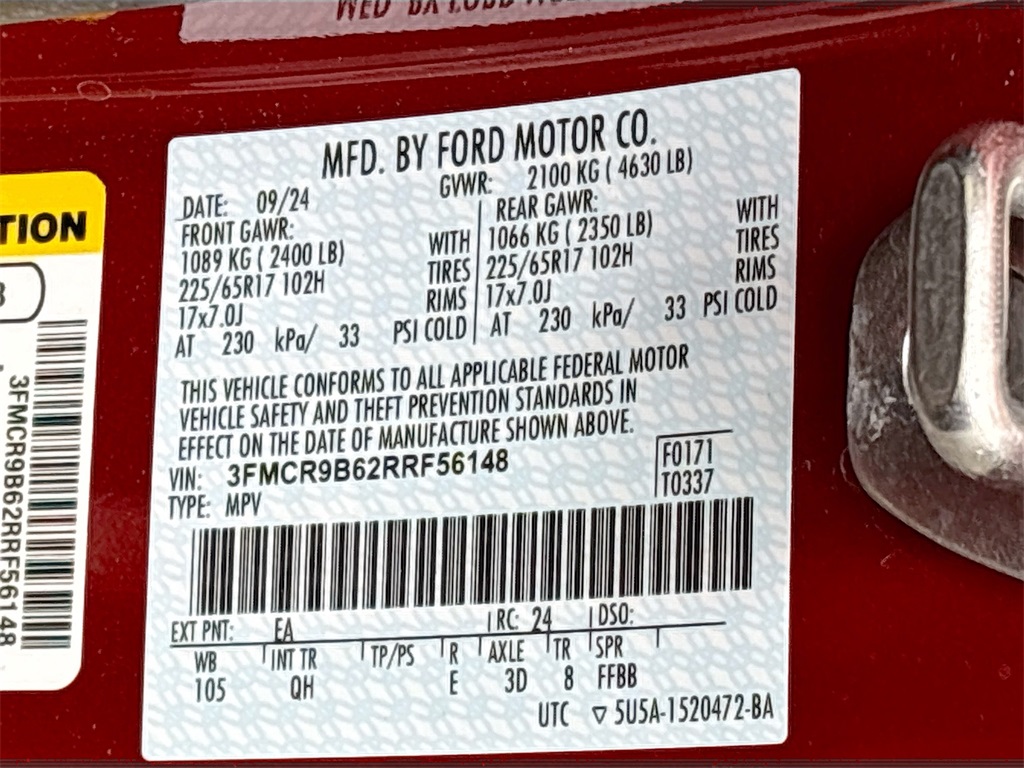 MFD. BY FORD MOTOR CO.
DATE: 09/24 GVWR: 2100 KG ( 4630 LB)
FRONT GAWR: REAR GAWR:
1089 KG ( 2400 LB) WITH 1066 KG ( 2350 LB) WITH
225/65R17 102H TIRES 225/65R17 102H TIRES
17x7.0J RIMS 17x7.0J RIMS
AT 230 kPa/ 33 PSI COLD AT 230 kPa/ 33 PSI COLD
THIS VEHICLE CONFORMS TO ALL APPLICABLE FEDERAL MOTOR
VEHICLE SAFETY AND THEFT PREVENTION STANDARDS IN
EFFECT ON THE DATE OF MANUFACTURE SHOWN ABOVE.
VIN: 3FMCR9B62RRF56148 F0171
TYPE: MPV T0337
EXT PNT: EA RC: 24 DSO:
WB INT TR TP/PS R AXLE TR SPR
105 QH E 3D 8 FFBB
UTC ▽ 5U5A-1520472-BA
3FMCR9B62RRF56148